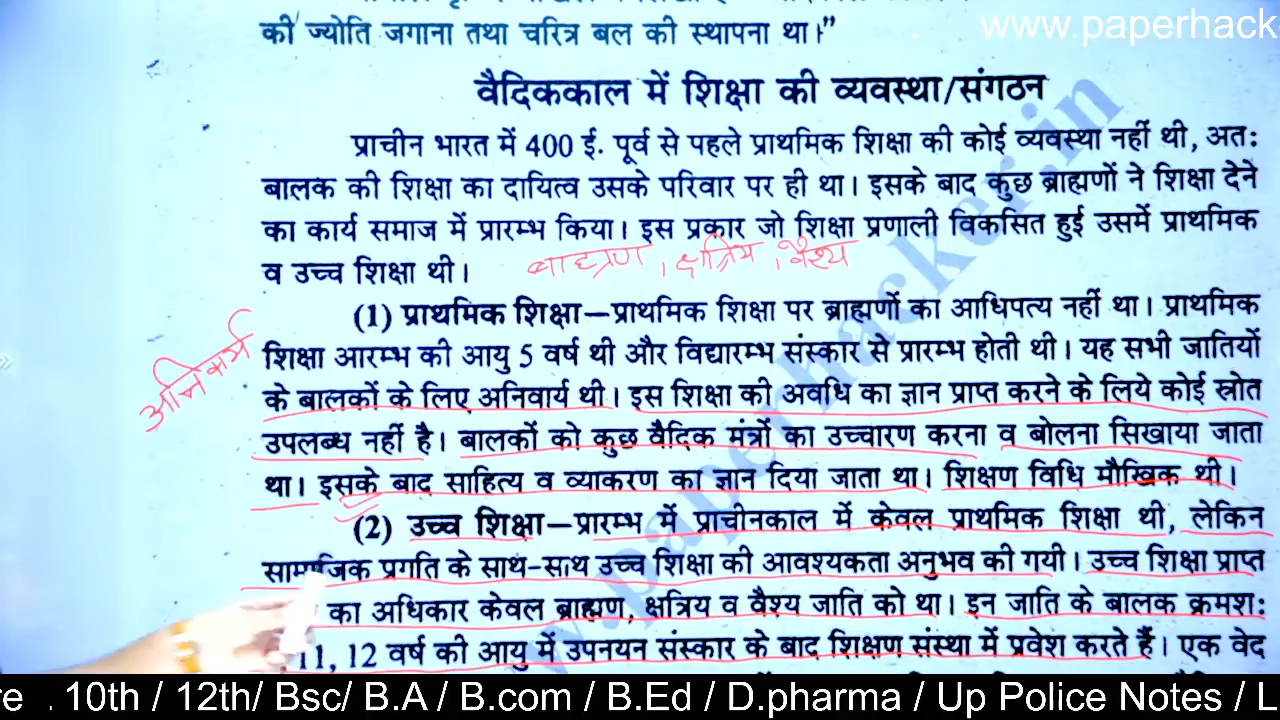 की ज्योति जगाना तथा चरित्र बल की स्थापना था।”
www.paperhack
वैदिककाल में शिक्षा की व्यवस्था/संगठन
प्राचीन भारत में 400 ई. पूर्व से पहले प्राथमिक शिक्षा की कोई व्यवस्था नहीं थी, अतः
बालक की शिक्षा का दायित्व उसके परिवार पर ही था। इसके बाद कुछ ब्राह्मणों ने शिक्षा देने
का कार्य समाज में प्रारम्भ किया। इस प्रकार जो शिक्षा प्रणाली विकसित हुई उसमें प्राथमिक
व उच्च शिक्षा थी।
ब्राह्मण, क्षत्रिय, वैश्य
(1) प्राथमिक शिक्षा—प्राथमिक शिक्षा पर ब्राह्मणों का आधिपत्य नहीं था। प्राथमिक
शिक्षा आरम्भ की आयु 5 वर्ष थी और विद्यारम्भ संस्कार से प्रारम्भ होती थी। यह सभी जातियों
के बालकों के लिए अनिवार्य थी। इस शिक्षा की अवधि का ज्ञान प्राप्त करने के लिये कोई स्रोत
उपलब्ध नहीं है। बालकों को कुछ वैदिक मंत्रों का उच्चारण करना व बोलना सिखाया जाता
था। इसके बाद साहित्य व व्याकरण का ज्ञान दिया जाता था। शिक्षण विधि मौखिक थी।
(2) उच्च शिक्षा—प्रारम्भ में प्राचीनकाल में केवल प्राथमिक शिक्षा थी, लेकिन
सामाजिक प्रगति के साथ-साथ उच्च शिक्षा की आवश्यकता अनुभव की गयी। उच्च शिक्षा प्राप्त
का अधिकार केवल ब्राह्मण, क्षत्रिय व वैश्य जाति को था। इन जाति के बालक क्रमशः
11, 12 वर्ष की आयु में उपनयन संस्कार के बाद शिक्षण संस्था में प्रवेश करते हैं। एक वेद
www.paperhacker.in
re . 10th / 12th/ Bsc/ B.A / B.com / B.Ed / D.pharma / Up Police Notes / L